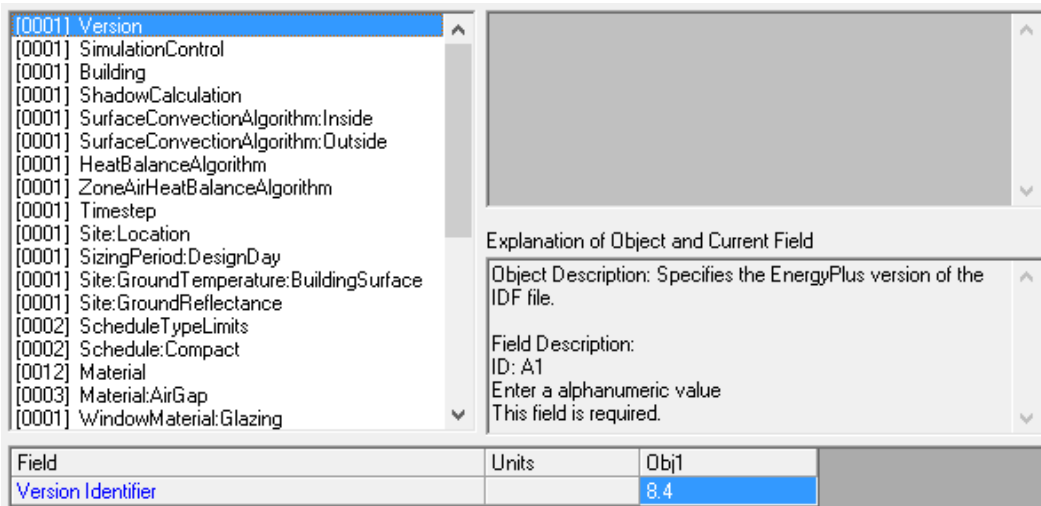 [0001] Version
[0001] SimulationControl
[0001] Building
[0001] ShadowCalculation
[0001] SurfaceConvectionAlgorithm:Inside
[0001] SurfaceConvectionAlgorithm:Outside
[0001] HeatBalanceAlgorithm
[0001] ZoneAirHeatBalanceAlgorithm
[0001] Timestep
[0001] Site:Location
[0001] SizingPeriod:DesignDay
[0001] Site:GroundTemperature:BuildingSurface
[0001] Site:GroundReflectance
[0002] ScheduleTypeLimits
[0002] Schedule:Compact
[0012] Material
[0003] Material:AirGap
[0001] WindowMaterial:Glazing
Explanation of Object and Current Field
Object Description: Specifies the EnergyPlus version of the
IDF file.
Field Description:
ID: A1
Enter a alphanumeric value
This field is required.
Field Units Obj1
Version Identifier 8.4